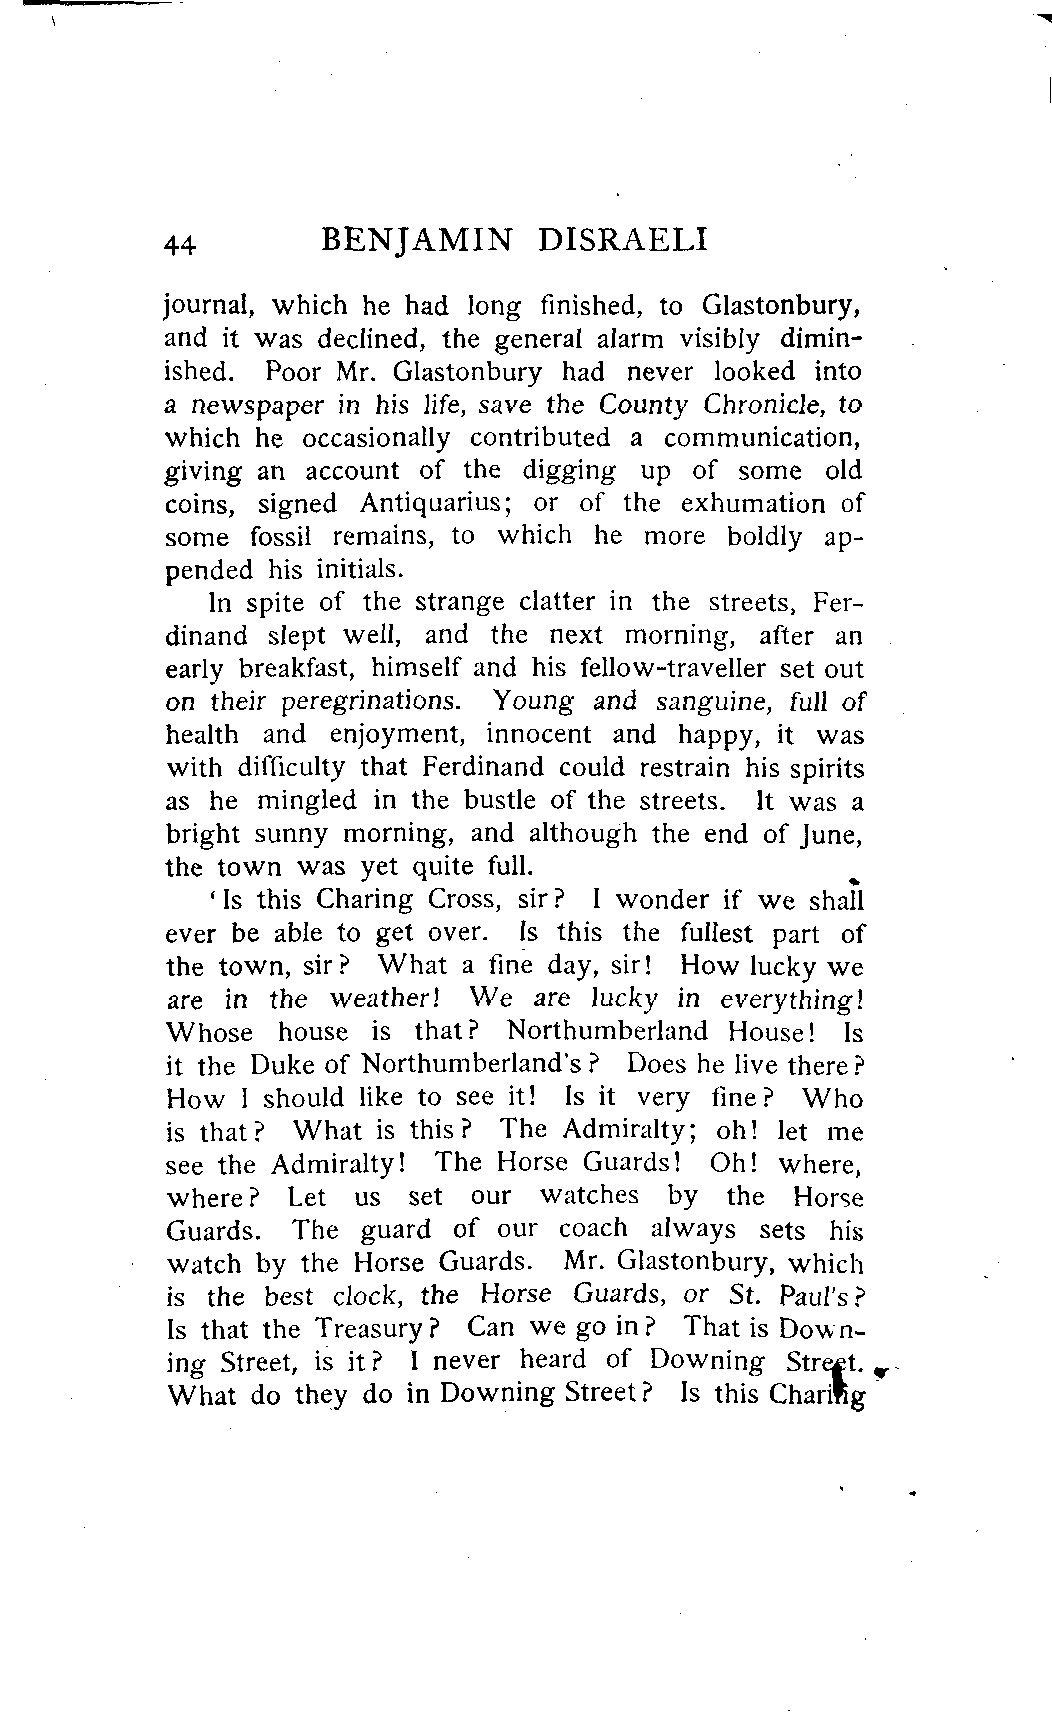 44 BENJAMIN DISRAELI
journal, which he had long finished, to Glastonbury,
and it was declined, the general alarm visibly dimin-
ished. Poor Mr. Glastonbury had never looked into
a newspaper in his life, save the County Chronicle, to
which he occasionally contributed a communication,
giving an account of the digging up of some old
coins, signed Antiquarius; or of the exhumation of
some fossil remains, to which he more boldly ap-
pended his initials.
In spite of the strange clatter in the streets, Fer-
dinand slept well, and the next morning, after an
early breakfast, himself and his fellow-traveller set out
on their peregrinations. Young and sanguine, full of
health and enjoyment, innocent and happy, it was
with difficulty that Ferdinand could restrain his spirits
as he mingled in the bustle of the streets. It was a
bright sunny morning, and although the end of June,
the town was yet quite full.
‘Is this Charing Cross, sir? I wonder if we shall
ever be able to get over. Is this the fullest part of
the town, sir? What a fine day, sir! How lucky we
are in the weather! We are lucky in everything!
Whose house is that? Northumberland House! Is
it the Duke of Northumberland's? Does he live there?
How I should like to see it! Is it very fine? Who
is that? What is this? The Admiralty; oh! let me
see the Admiralty! The Horse Guards! Oh! where,
where? Let us set our watches by the Horse
Guards. The guard of our coach always sets his
watch by the Horse Guards. Mr. Glastonbury, which
is the best clock, the Horse Guards, or St. Paul's?
Is that the Treasury? Can we go in? That is Down-
ing Street, is it? I never heard of Downing Street.
What do they do in Downing Street? Is this Charing